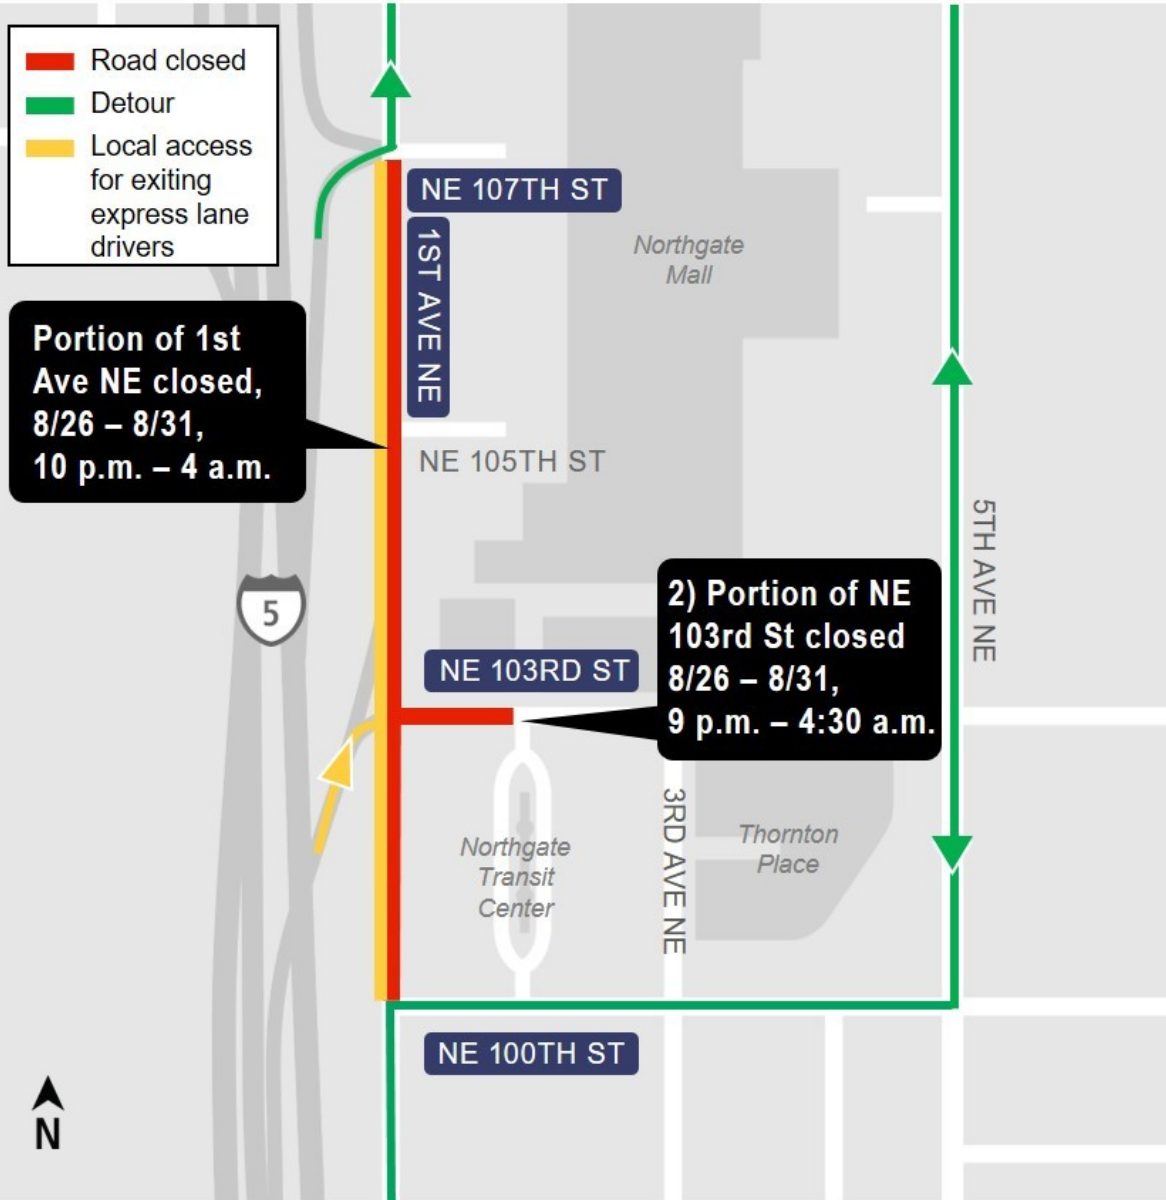 Road closed
Detour
Local access
for exiting
express lane
drivers
NE 107TH ST
1ST AVE NE
Northgate
Mall
Portion of 1st
Ave NE closed,
8/26 – 8/31,
10 p.m. – 4 a.m.
NE 105TH ST
5TH AVE NE
5
2) Portion of NE
103rd St closed
8/26 – 8/31,
9 p.m. – 4:30 a.m.
NE 103RD ST
3RD AVE NE
Thornton
Place
Northgate
Transit
Center
NE 100TH ST
N